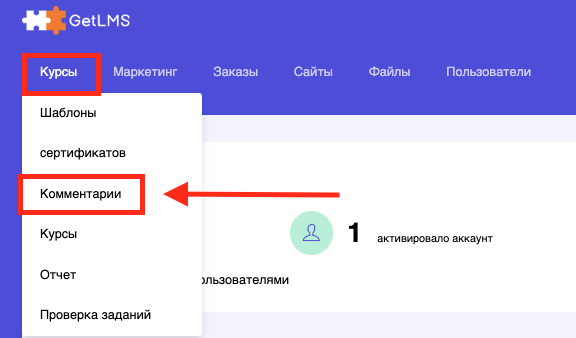 GetLMS
Курсы Маркетинг Заказы Сайты Файлы Пользователи
Шаблоны
сертификатов
Комментарии
Курсы
1 активировало аккаунт
Отчет
ользователями
Проверка заданий